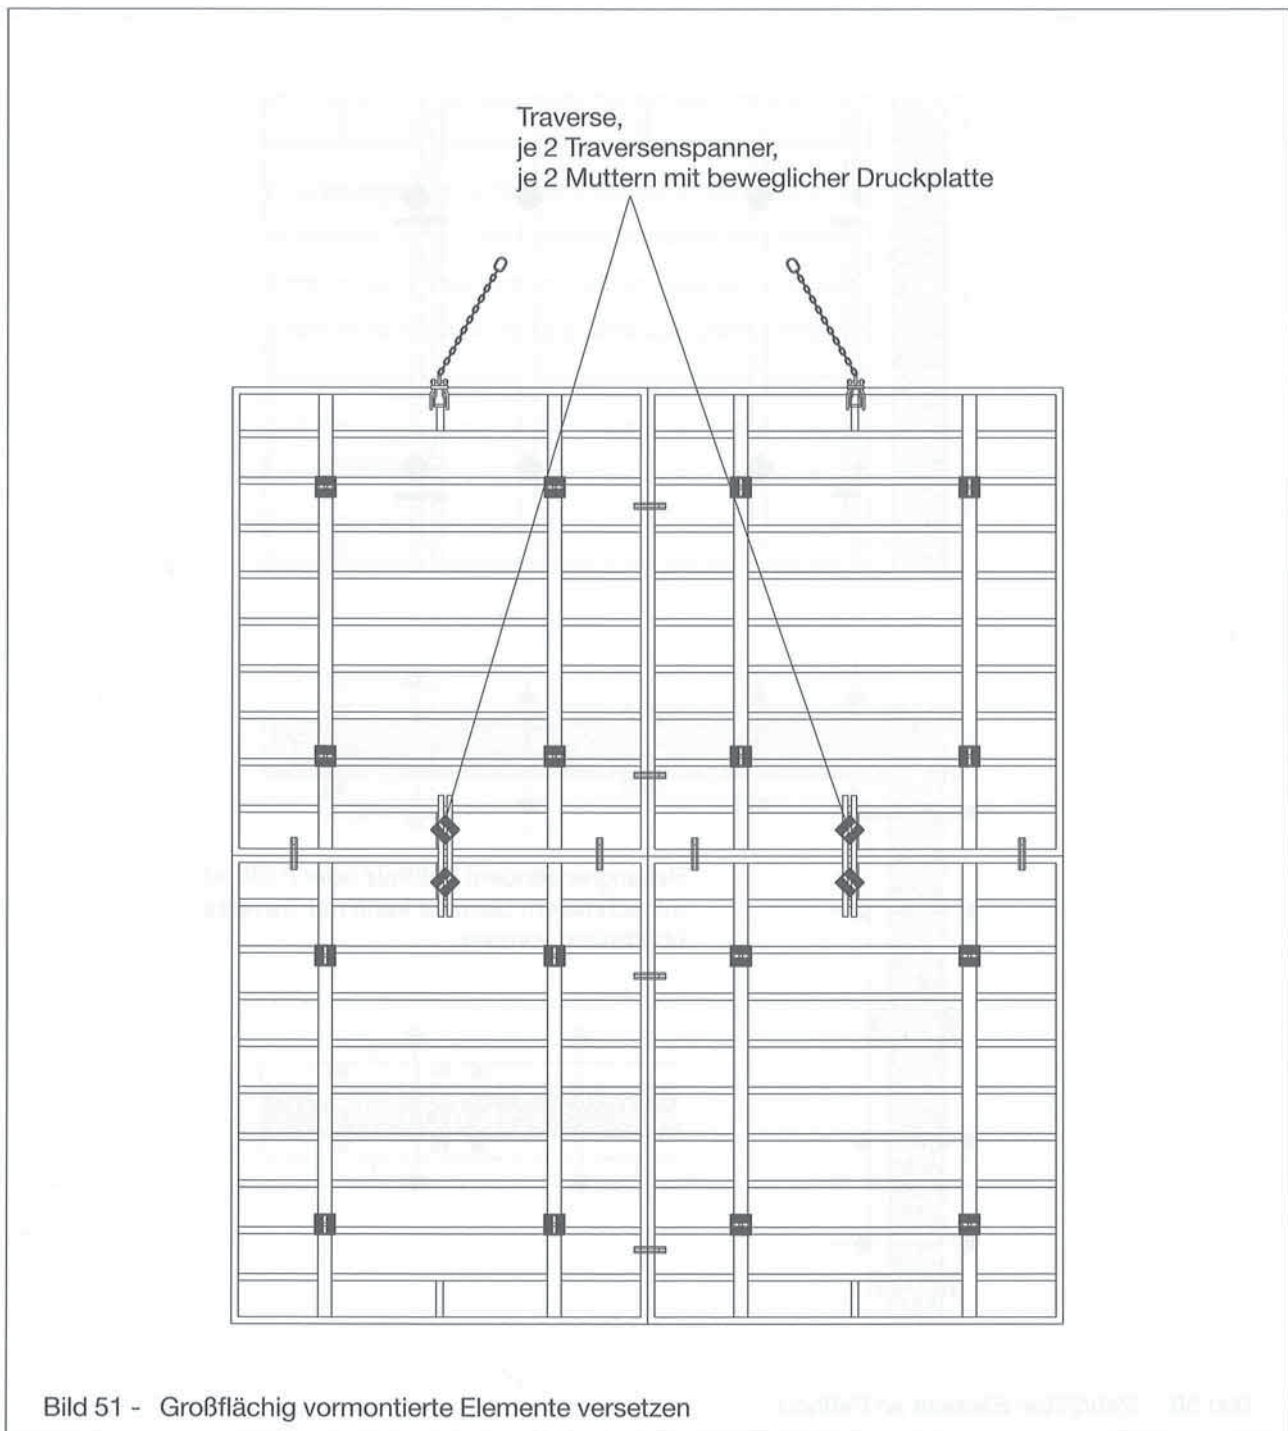 Traverse,
je 2 Traversenspanner,
je 2 Muttern mit beweglicher Druckplatte
Bild 51 - Großflächig vormontierte Elemente versetzen